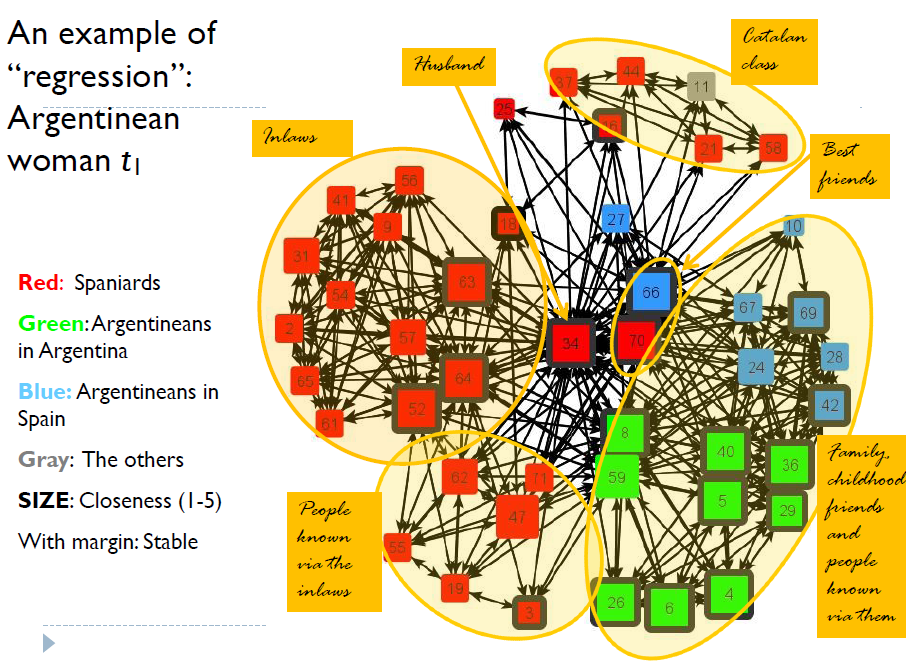 An example of
“regression”:
Argentinean
woman t1
Red: Spaniards
Green: Argentineans
in Argentina
Blue: Argentineans in
Spain
Gray: The others
SIZE: Closeness (1-5)
With margin: Stable
Husband
Catalan
class
Inlaws
Best
friends
People
known
via the
inlaws
Family,
childhood
friends
and
people
known
via them
37
44
11
25
16
21
58
56
41
9
18
27
10
31
63
66
54
67
69
2
57
34
70
28
24
65
64
42
52
61
8
40
36
62
71
59
5
29
47
55
19
3
26
6
4